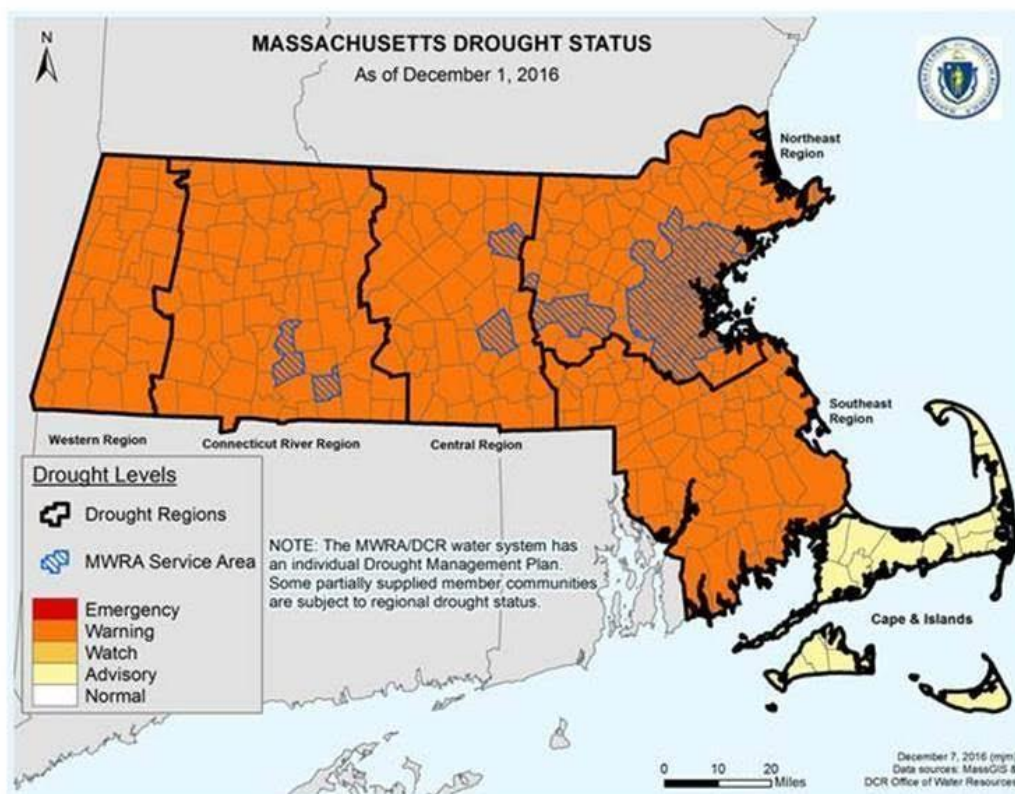 MASSACHUSETTS DROUGHT STATUS
As of December 1, 2016
N
Northeast
Region
Southeast
Region
Western Region
Connecticut River Region
Central Region
Cape & Islands
Drought Levels
Drought Regions
MWRA Service Area
Emergency
Warning
Watch
Advisory
Normal
NOTE: The MWRA/DCR water system has
an individual Drought Management Plan.
Some partially supplied member communities
are subject to regional drought status.
0 10 20
Miles
December 7, 2016 (mjm)
Data sources: MassGIS &
DCR Office of Water Resources